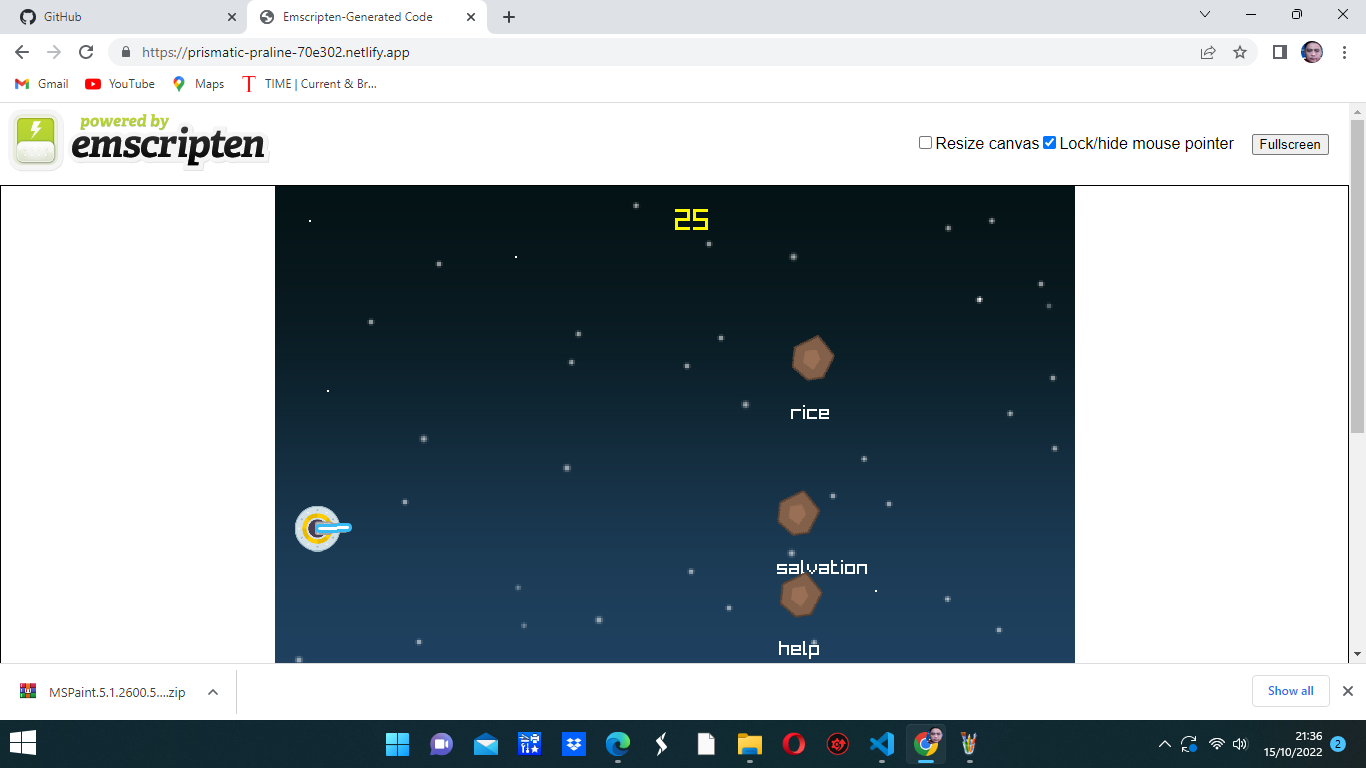 GitHub
Emscripten-Generated Code
https://prismatic-praline-70e302.netlify.app
Gmail
YouTube
Maps
TIME | Current & Br...
powered by
emscripten
Resize canvas
Lock/hide mouse pointer
Fullscreen
25
rice
salvation
help
MSPaint.5.1.2600.5....zip
Show all
21:36
15/10/2022
2